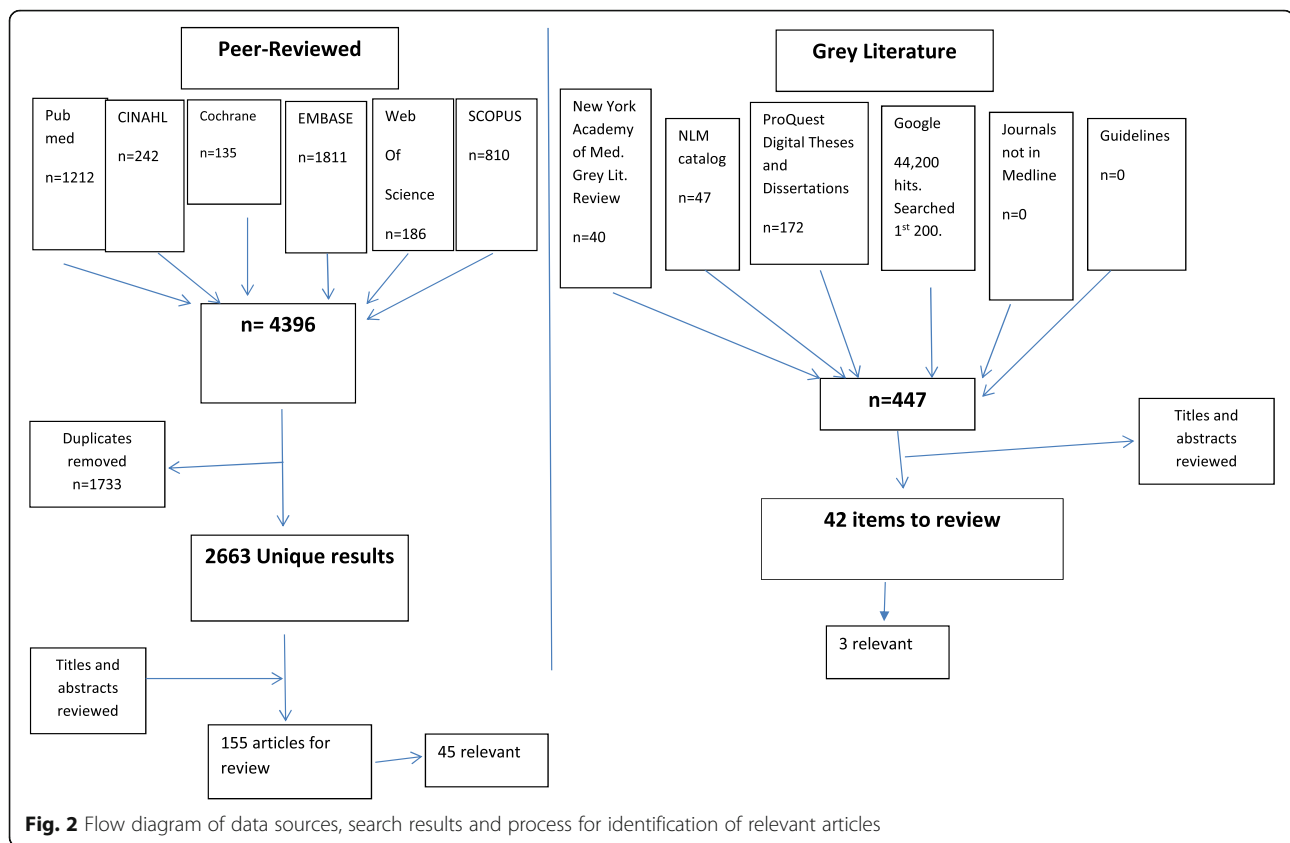 Peer-Reviewed
Pub
med
n=1212
CINAHL
n=242
Cochrane
n=135
EMBASE
n=1811
Web
Of
Science
n=186
SCOPUS
n=810
n= 4396
Duplicates
removed
n=1733
2663 Unique results
Titles and
abstracts
reviewed
155 articles for
review
45 relevant
Grey Literature
New York
Academy
of Med.
Grey Lit.
Review
n=40
NLM
catalog
n=47
ProQuest
Digital Theses
and
Dissertations
n=172
Google
44,200
hits.
Searched
1st 200.
Journals
not in
Medline
n=0
Guidelines
n=0
n=447
Titles and
abstracts
reviewed
42 items to review
3 relevant
Fig. 2 Flow diagram of data sources, search results and process for identification of relevant articles